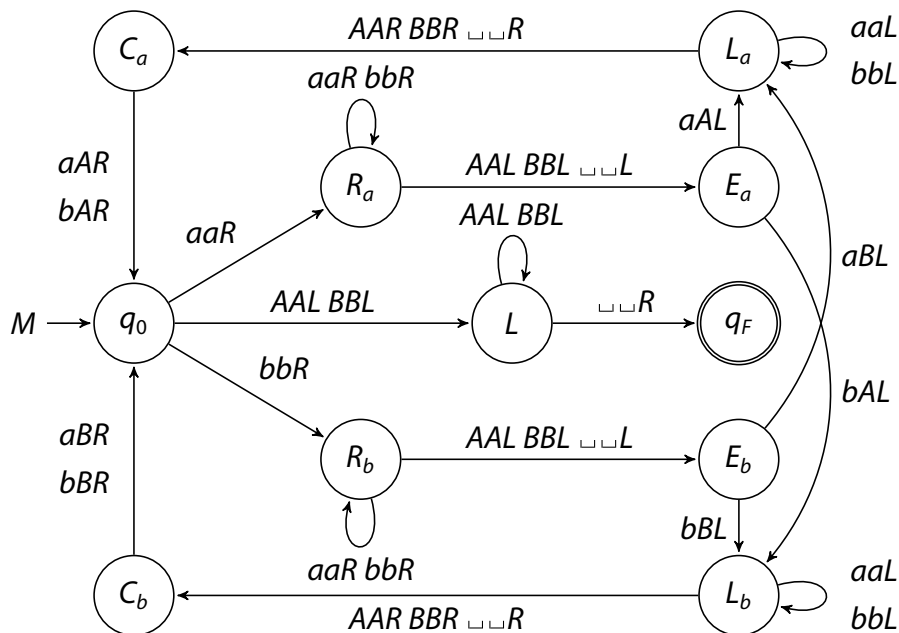 AAR BBR ␣ ␣R
C_a
L_a
aaL
bbL
aaR bbR
aAR
bAR
aAL
AAL BBL ␣ ␣L
R_a
E_a
AAL BBL
aaR
aBL
M
q_0
AAL BBL
L
␣ ␣R
q_F
bbR
bAL
aBR
bBR
AAL BBL ␣ ␣L
R_b
E_b
bBL
aaR bbR
C_b
L_b
aaL
bbL
AAR BBR ␣ ␣R